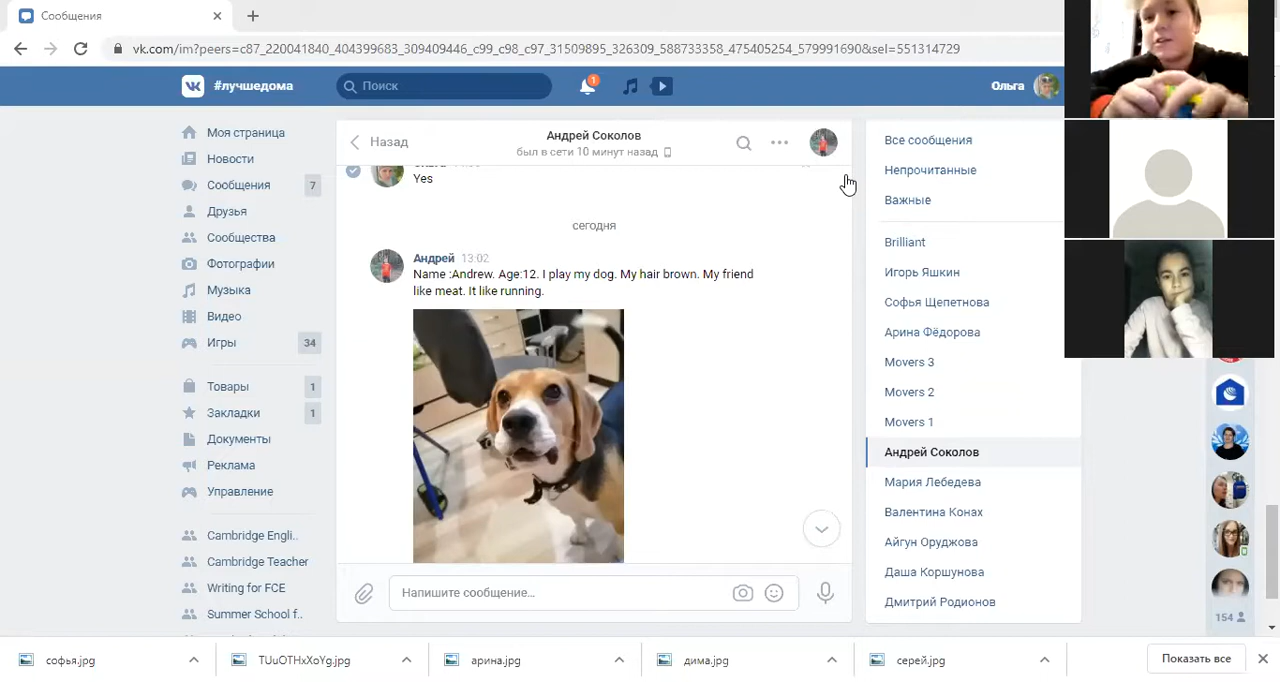 Сообщения
vk.com/im?peers=c87_220041840_404399683_309409446_c99_c98_c97_31509895_326309_588733358_475405254_579991690&sel=551314729
#лучшедома
Поиск
1
Ольга
Моя страница
Новости
Сообщения 7
Друзья
Сообщества
Фотографии
Музыка
Видео
Игры 34
Товары 1
Закладки 1
Документы
Реклама
Управление
Cambridge Engli..
Cambridge Teacher
Writing for FCE
Summer School f..
Назад
Андрей Соколов
был в сети 10 минут назад
Yes
сегодня
Андрей 13:02
Name :Andrew. Age:12. I play my dog. My hair brown. My friend
like meat. It like running.
Напишите сообщение...
Все сообщения
Непрочитанные
Важные
Brilliant
Игорь Яшкин
Софья Щепетнова
Арина Фёдорова
Movers 3
Movers 2
Movers 1
Андрей Соколов
Мария Лебедева
Валентина Конах
Айгун Оруджова
Даша Коршунова
Дмитрий Родионов
154
софья.jpg
TUuOTHxXoYg.jpg
арина.jpg
дима.jpg
серей.jpg
Показать все